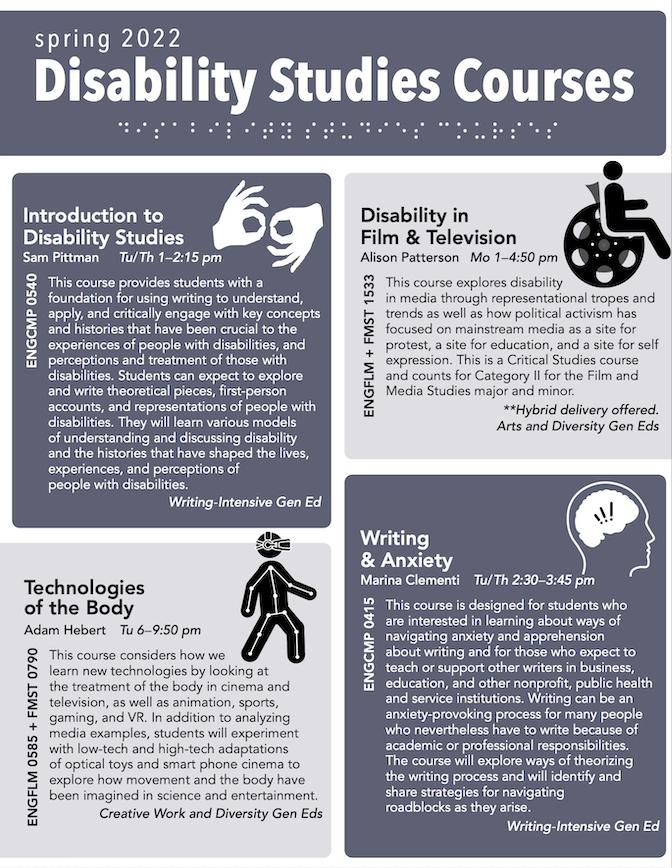 spring 2022
Disability Studies Courses
⠙⠊⠎⠁⠃⠊⠇⠊⠞⠽ ⠎⠞⠥⠙⠊⠑⠎ ⠉⠕⠥⠗⠎⠑⠎
Introduction to
Disability Studies
Sam Pittman Tu/Th 1–2:15 pm
ENGCMP 0540
This course provides students with a
foundation for using writing to understand,
apply, and critically engage with key concepts
and histories that have been crucial to the
experiences of people with disabilities, and
perceptions and treatment of those with
disabilities. Students can expect to explore
and write theoretical pieces, first-person
accounts, and representations of people with
disabilities. They will learn various models
of understanding and discussing disability
and the histories that have shaped the lives,
experiences, and perceptions of
people with disabilities.
Writing-Intensive Gen Ed
Disability in
Film & Television
Alison Patterson Mo 1–4:50 pm
ENGFLM + FMST 1533
This course explores disability
in media through representational tropes and
trends as well as how political activism has
focused on mainstream media as a site for
protest, a site for education, and a site for self
expression. This is a Critical Studies course
and counts for Category II for the Film and
Media Studies major and minor.
**Hybrid delivery offered.
Arts and Diversity Gen Eds
Technologies
of the Body
Adam Hebert Tu 6–9:50 pm
ENGFLM 0585 + FMST 0790
This course considers how we
learn new technologies by looking at
the treatment of the body in cinema and
television, as well as animation, sports,
gaming, and VR. In addition to analyzing
media examples, students will experiment
with low-tech and high-tech adaptations
of optical toys and smart phone cinema to
explore how movement and the body have
been imagined in science and entertainment.
Creative Work and Diversity Gen Eds
!!!
Writing
& Anxiety
Marina Clementi Tu/Th 2:30–3:45 pm
ENGCMP 0415
This course is designed for students who
are interested in learning about ways of
navigating anxiety and apprehension
about writing and for those who expect to
teach or support other writers in business,
education, and other nonprofit, public health
and service institutions. Writing can be an
anxiety-provoking process for many people
who nevertheless have to write because of
academic or professional responsibilities.
The course will explore ways of theorizing
the writing process and will identify and
share strategies for navigating
roadblocks as they arise.
Writing-Intensive Gen Ed